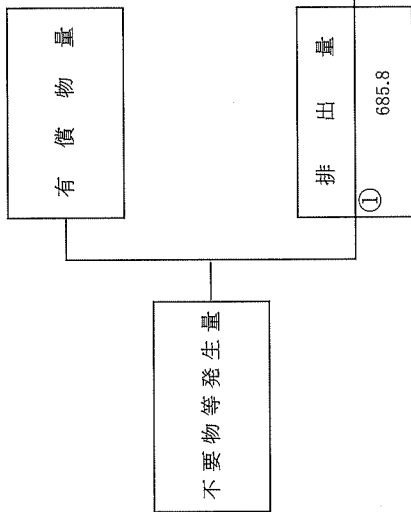 不要物等発生量
有償物量
排出量
①
685.8